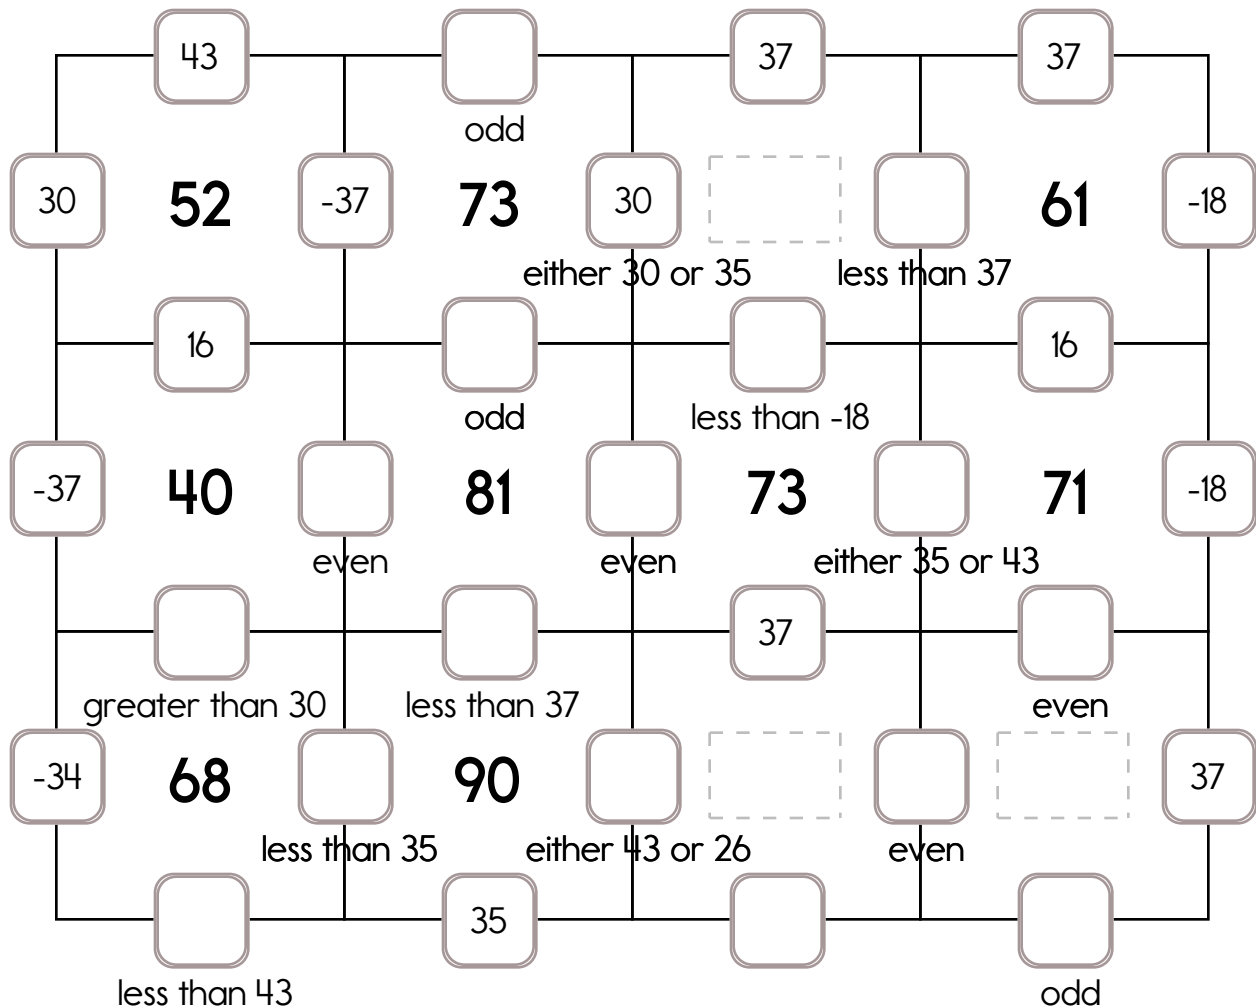 43 37 37
odd
30 52 -37 73 30 61 -18
either 30 or 35 less than 37
16 16
odd less than -18
-37 40 81 73 71 -18
even even either 35 or 43
37
greater than 30 less than 37 even
-34 68 90 37
less than 35 either 43 or 26 even
35
less than 43 odd